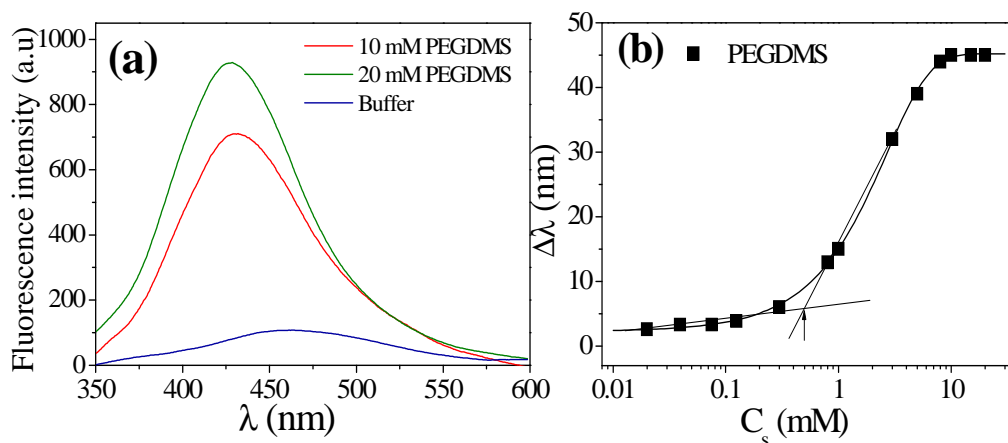 (a)
10 mM PEGDMS
20 mM PEGDMS
Buffer
Fluorescence intensity (a.u)
1000
800
600
400
200
0
350 400 450 500 550 600
λ (nm)
(b)
PEGDMS
Δλ (nm)
50
40
30
20
10
0
0.01 0.1 1 10
C_s (mM)